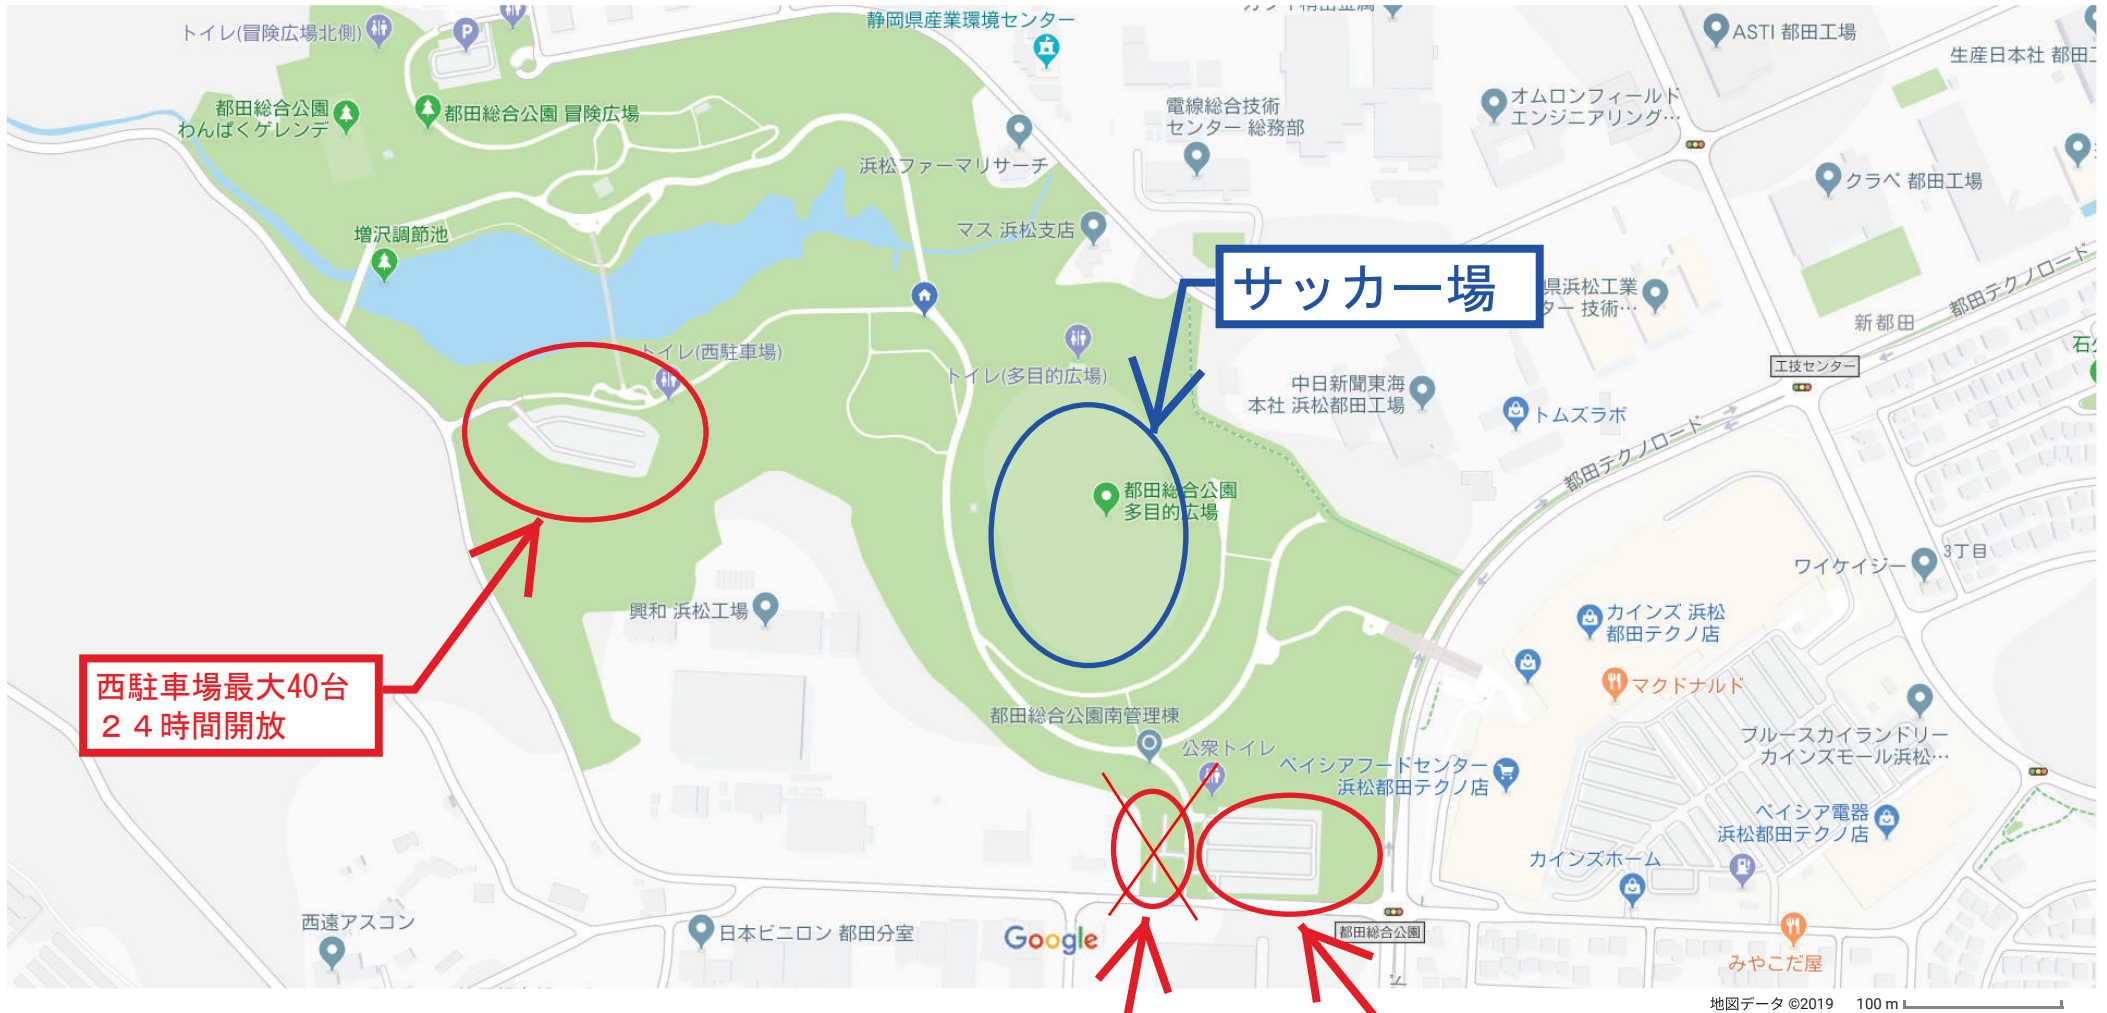 トイレ(冒険広場北側)
P
静岡県産業環境センター
ASTI 都田工場
生産日本社 都田工
都田総合公園
わんぱくゲレンデ
都田総合公園 冒険広場
電線総合技術
センター 総務部
オムロンフィールド
エンジニアリング…
浜松ファーマリサーチ
クラベ 都田工場
増沢調節池
マス 浜松支店
サッカー場
県浜松工業
ター 技術…
都田テクノロード
新都田
トイレ(西駐車場)
トイレ(多目的広場)
工技センター
石
中日新聞東海
本社 浜松都田工場
トムズラボ
都田テクノロード
都田総合公園
多目的広場
3丁目
ワイケイジー
興和 浜松工場
カインズ 浜松
都田テクノ店
マクドナルド
西駐車場最大40台
24時間開放
都田総合公園南管理棟
公衆トイレ
ベイシアフードセンター
浜松都田テクノ店
ブルースカイランドリー
カインズモール浜松…
ベイシア電器
浜松都田テクノ店
カインズホーム
西遠アスコン
日本ビニロン 都田分室
Google
都田総合公園
みやこだ屋
地図データ ©2019 100 m